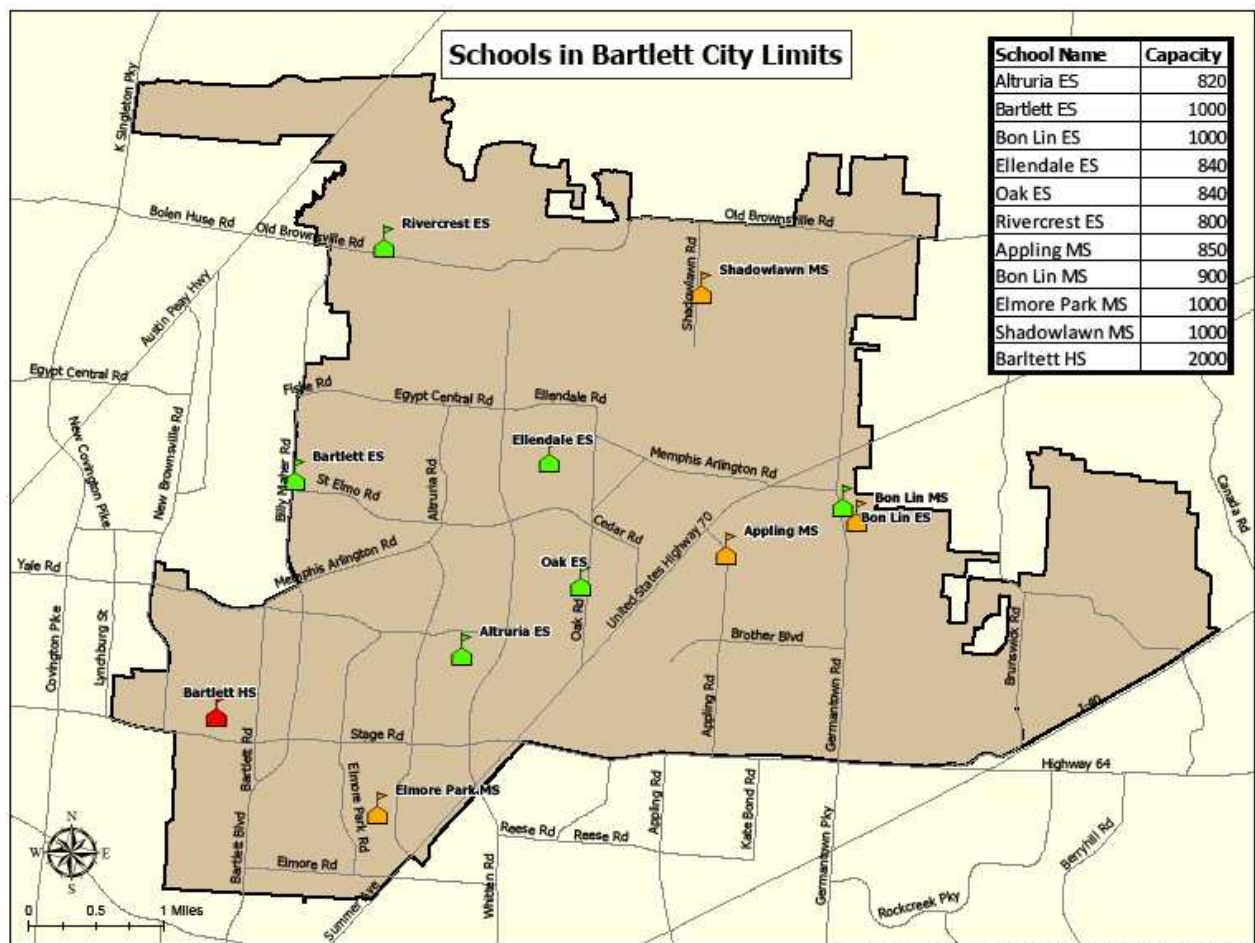 Schools in Bartlett City Limits
School Name Capacity
Altruria ES 820
Bartlett ES 1000
Bon Lin ES 1000
Ellendale ES 840
Oak ES 840
Rivercrest ES 800
Appling MS 850
Bon Lin MS 900
Elmore Park MS 1000
Shadowlawn MS 1000
Barltett HS 2000
K Singleton Pky
Bolen Huse Rd
Old Brownsville Rd
Rivercrest ES
Old Brownsville Rd
Shadowlawn Rd
Shadowlawn MS
Austin Peay Hwy
Egypt Central Rd
Fiske Rd
Egypt Central Rd
Ellendale Rd
New Covington Pike
New Brownsville Rd
Billy Maher Rd
Bartlett ES
St Elmo Rd
Altruria Rd
Ellendale ES
Memphis Arlington Rd
Bon Lin MS
Bon Lin ES
Canada Rd
Cedar Rd
United States Highway 70
Appling MS
Yale Rd
Memphis Arlington Rd
Oak ES
Oak Rd
Covington Pike
Lynchburg St
Altruria ES
Brother Blvd
Brunswick Rd
Bartlett HS
Bartlett Rd
Stage Rd
Appling Rd
Germantown Rd
I-40
Highway 64
Elmore Park Rd
Elmore Park MS
Bartlett Blvd
Elmore Rd
Summer Ave
Whitten Rd
Reese Rd
Reese Rd
Appling Rd
Kate Bond Rd
Germantown Pky
Berryhill Rd
Rockcreek Pky
N
W E
S
0 0.5 1 Miles